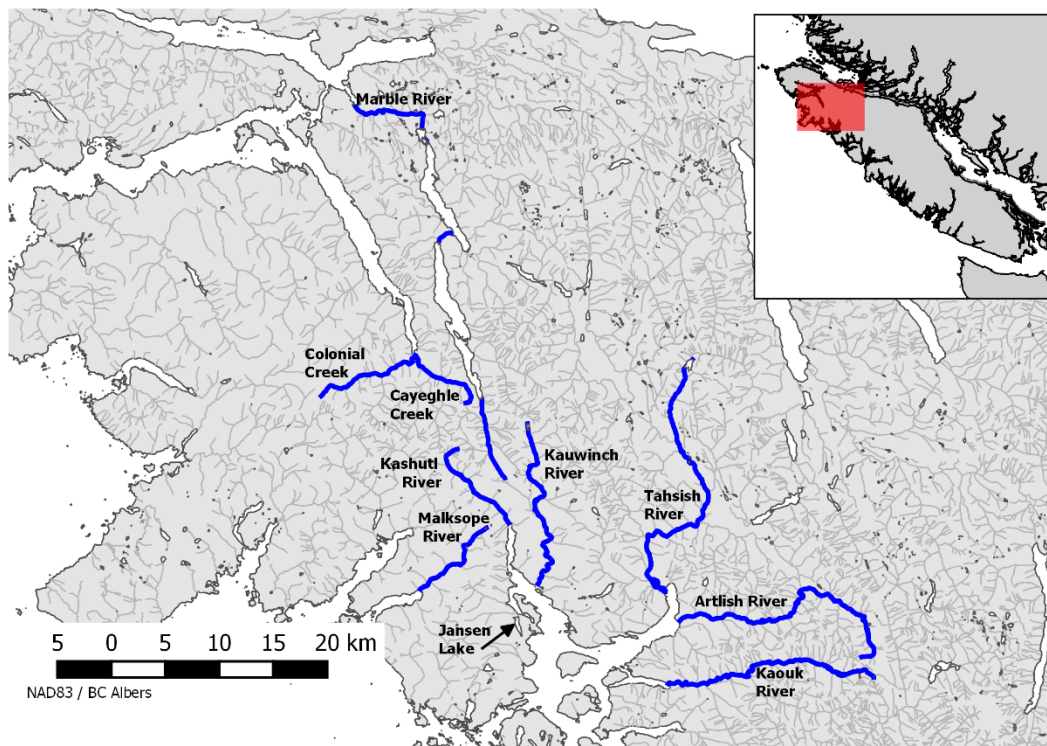 Marble River
Colonial
Creek
Cayeghle
Creek
Kashutl
River
Kauwinch
River
Malksope
River
Tahsish
River
Artlish River
Jansen
Lake
Kaouk
River
5 0 5 10 15 20 km
NAD83 / BC Albers